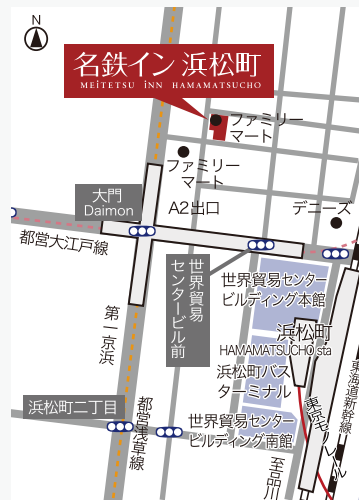 N
名鉄イン 浜松町
MEiTETSU iNN HAMAMATSUCHO
ファミリー
マート
ファミリー
マート
大門
Daimon
A2出口
デニーズ
都営大江戸線
世界貿易
センタービル前
世界貿易センター
ビルディング本館
第一京浜
浜松町
HAMAMATSUCHO sta
浜松町バス
ターミナル
東海道新幹線
東京モノレール
浜松町二丁目
都営浅草線
世界貿易センター
ビルディング南館
至品川